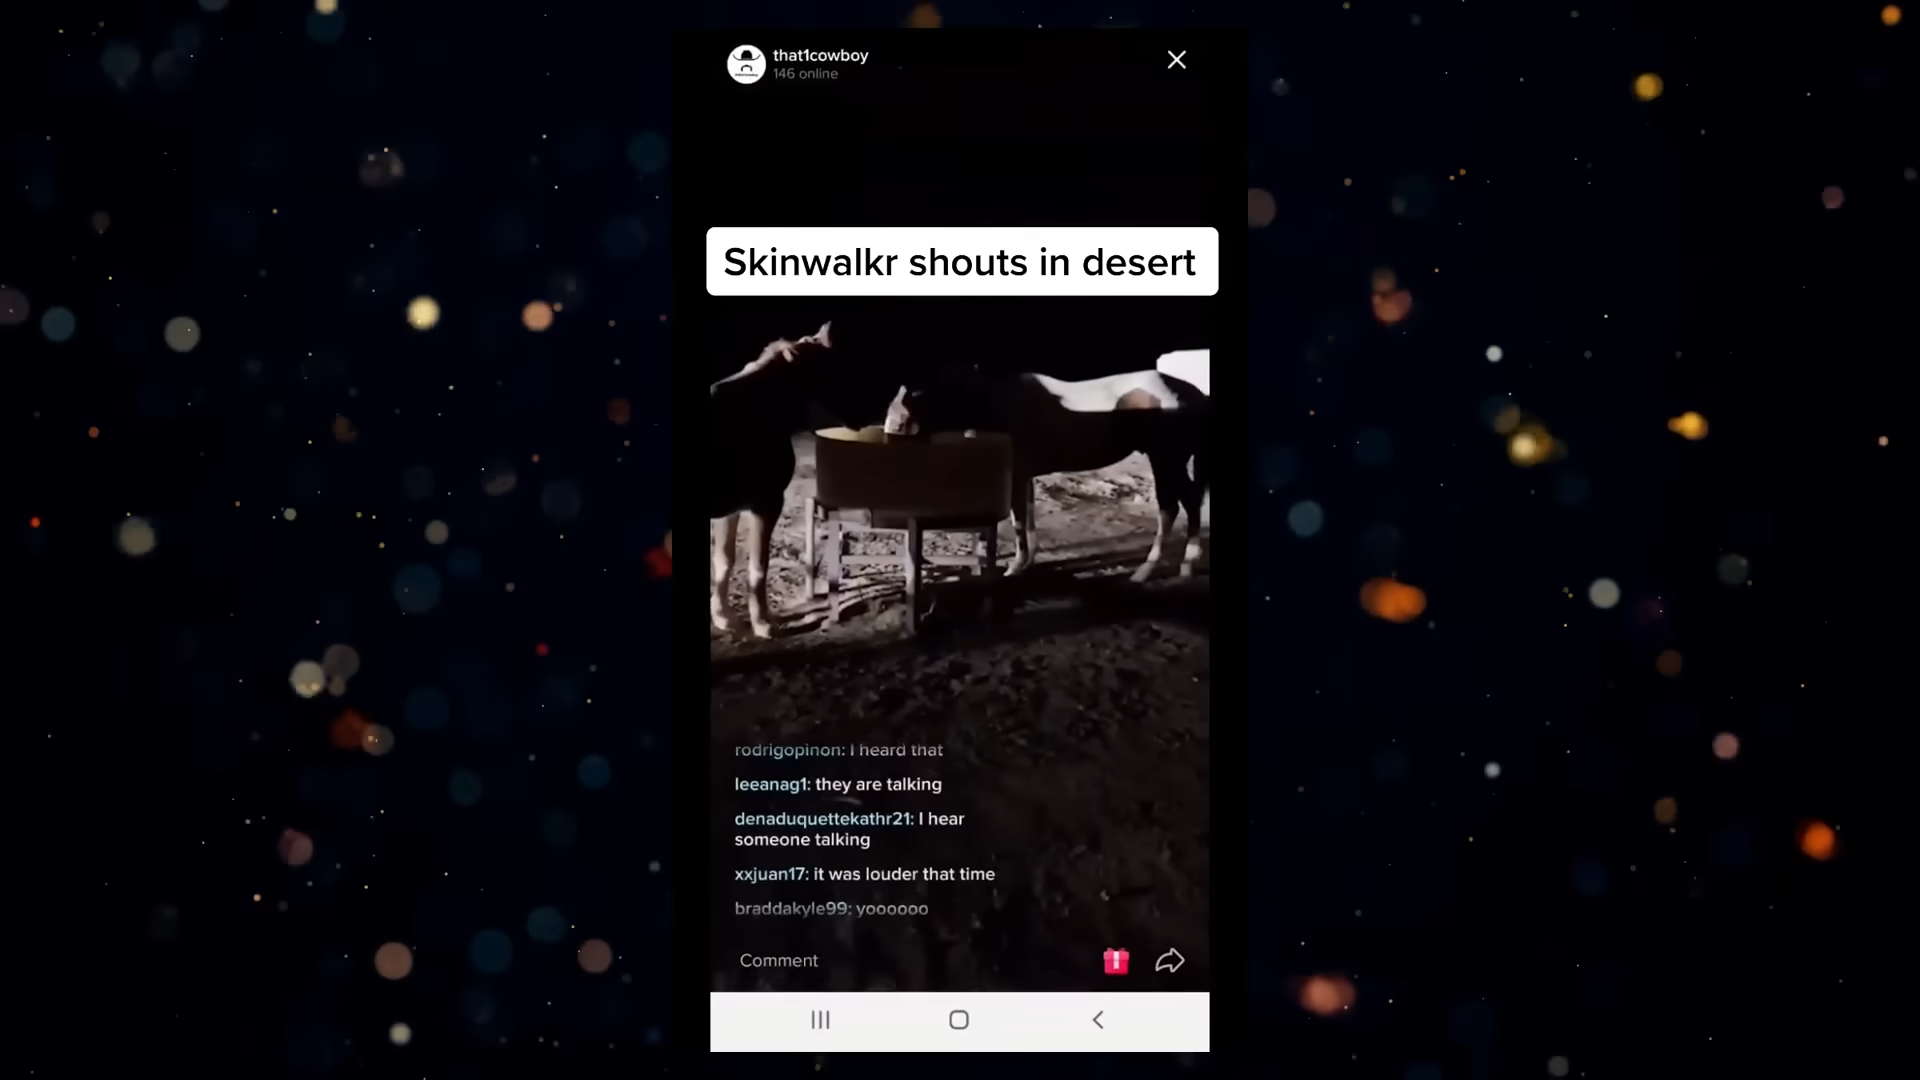 that1cowboy
146 online
Skinwalkr shouts in desert
rodrigopinon: I heard that
leeanag1: they are talking
denaduquettekathr21: I hear
someone talking
xxjuan17: it was louder that time
braddakyle99: yoooooo
Comment